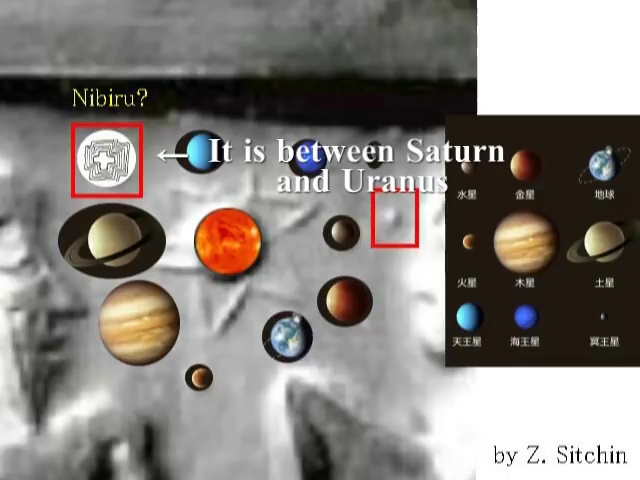 Nibiru?
← It is between Saturn
and Uranus
水星 金星 地球
火星 木星 土星
天王星 海王星 冥王星
by Z. Sitchin